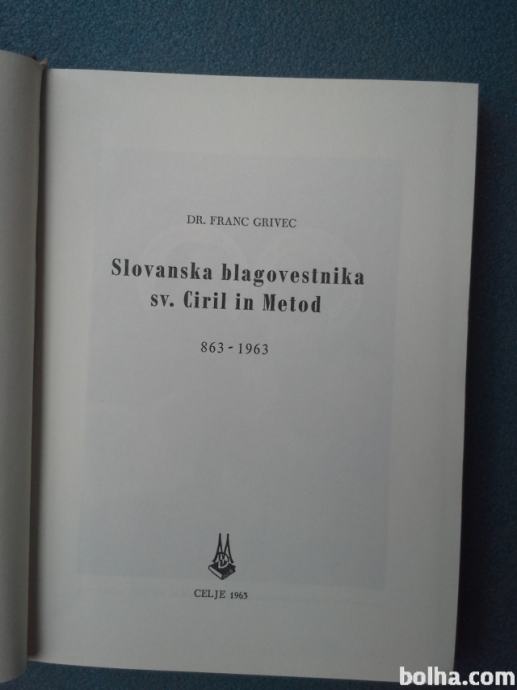 DR. FRANC GRIVEC
Slovanska blagovestnika
sv. Ciril in Metod
863 - 1963
CELJE 1963
bolha.com